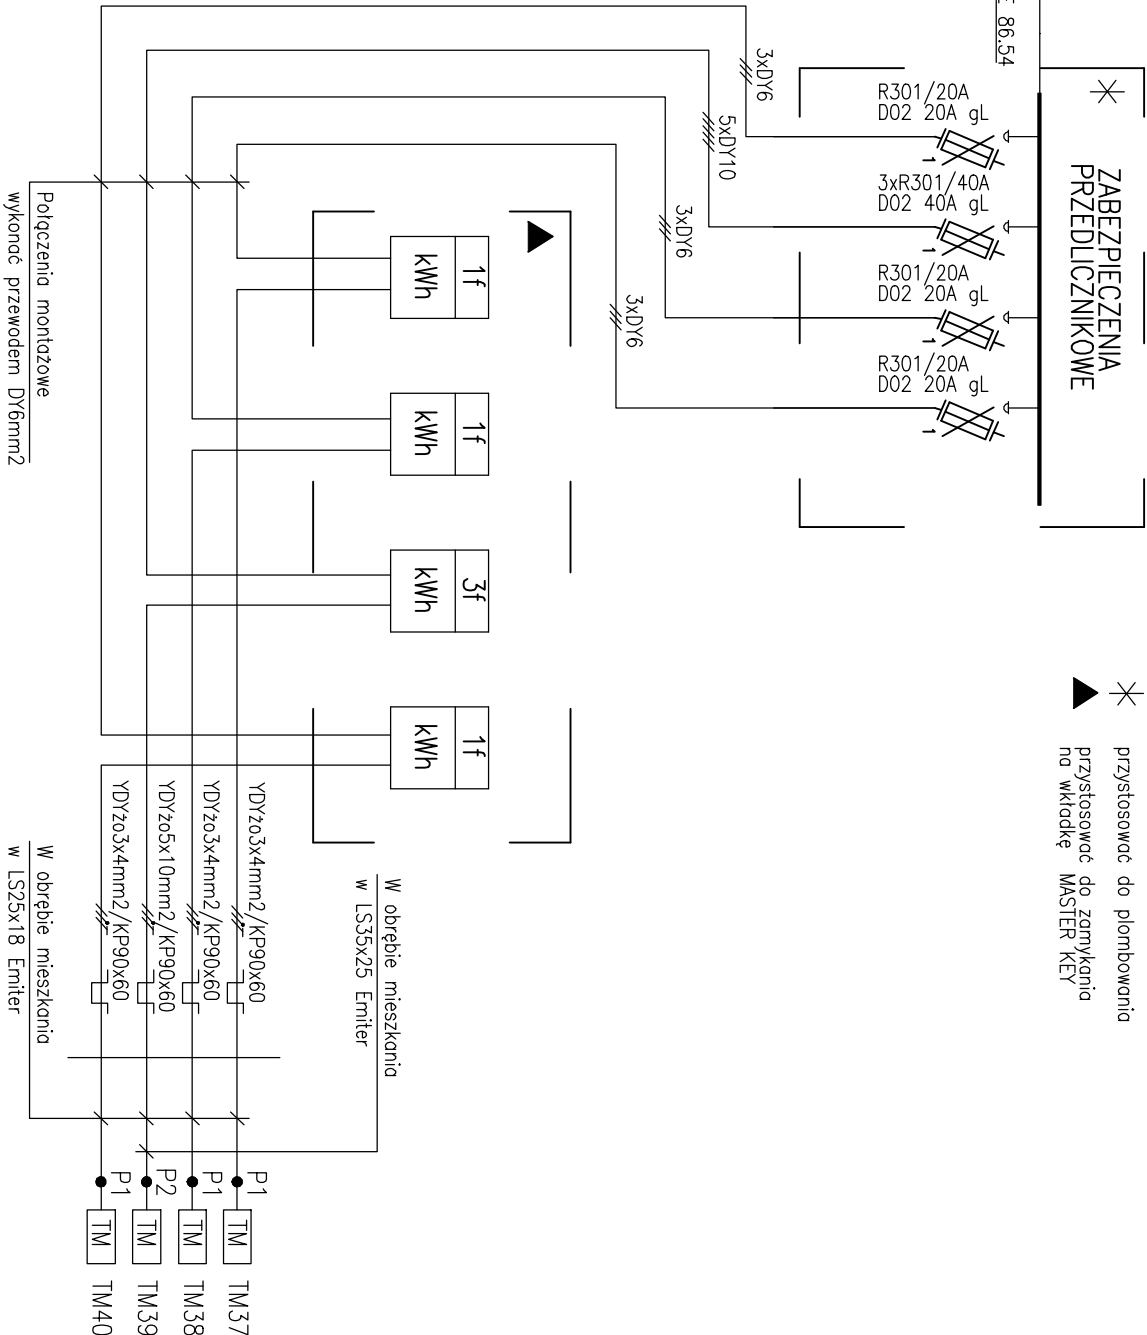 86.54
R301/20A
D02 20A gL
1
3xR301/40A
D02 40A gL
1
R301/20A
D02 20A gL
1
R301/20A
D02 20A gL
1
ZABEZPIECZENIA
PRZEDLICZNIKOWE
3xDY6
5xDY10
3xDY6
3xDY6
przystosować do plombowania
przystosować do zamykania
na wkładkę MASTER KEY
1f
kWh
1f
kWh
3f
kWh
1f
kWh
Połączenia montażowe
wykonać przewodem DY6mm2
YDYżo3x4mm2/KP90x60
YDYżo3x4mm2/KP90x60
YDYżo5x10mm2/KP90x60
YDYżo3x4mm2/KP90x60
W obrębie mieszkania
w LS35x25 Emiter
W obrębie mieszkania
w LS25x18 Emiter
P1
TM
TM37
P1
TM
TM38
P2
TM
TM39
P1
TM
TM40